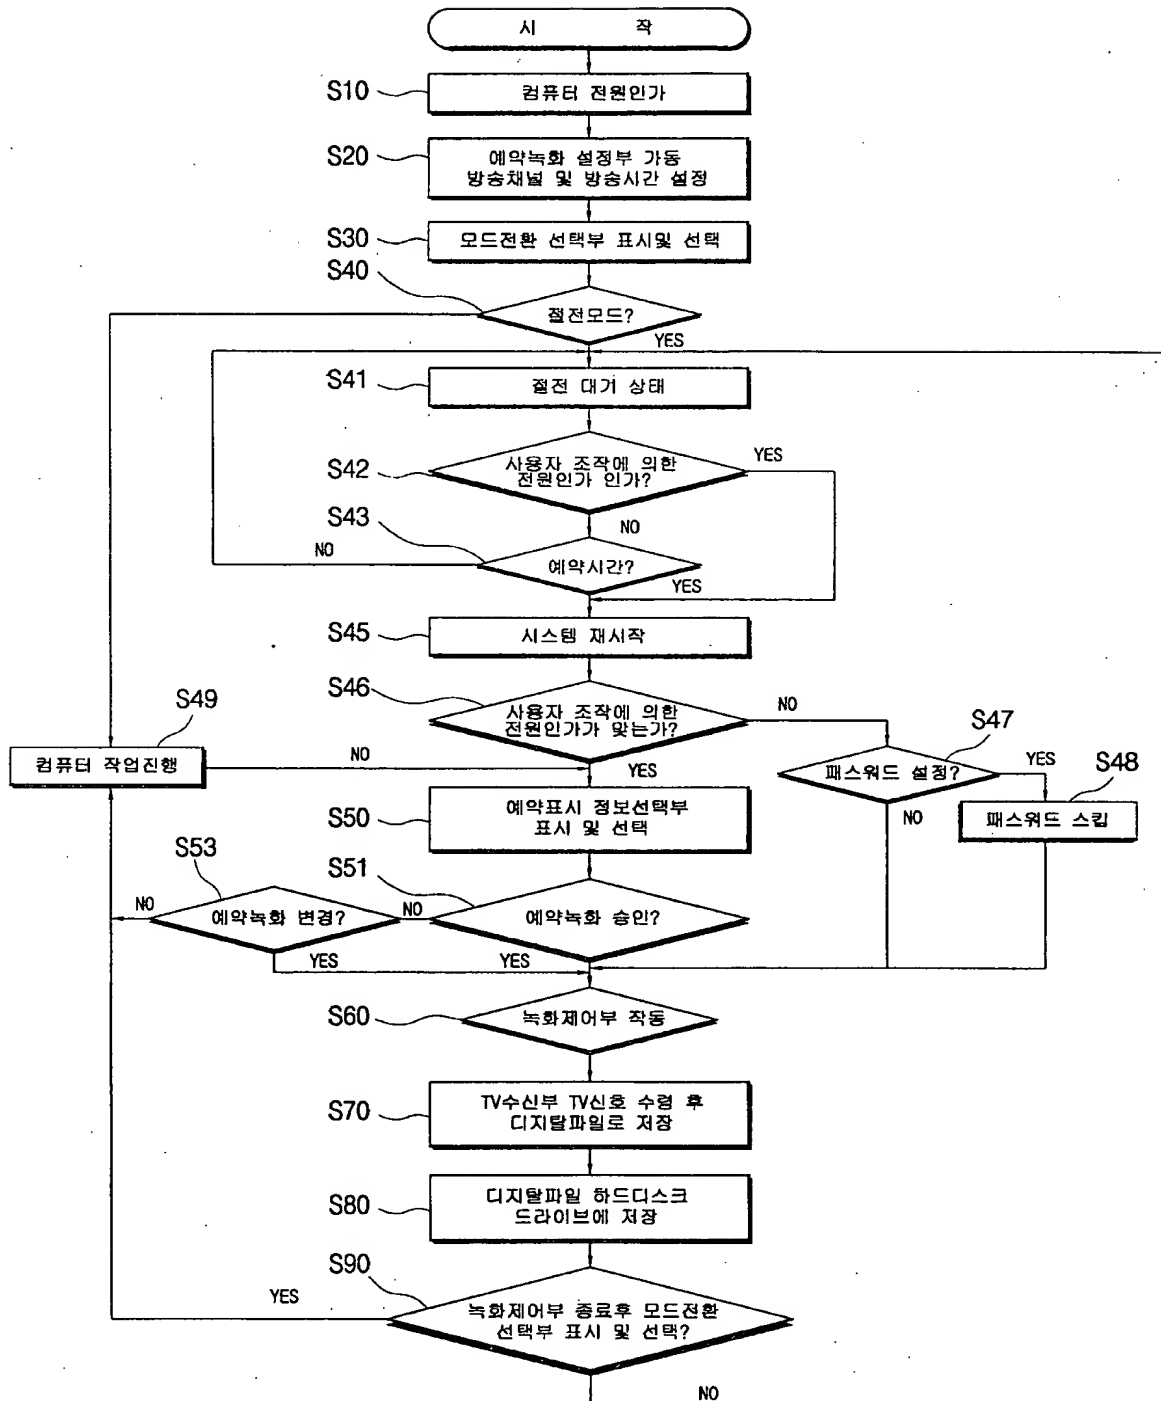 시 작
S10
컴퓨터 전원인가
S20
예약녹화 설정부 가동
방송채널 및 방송시간 설정
S30
모드전환 선택부 표시및 선택
S40
절전모드?
YES
S41
절전 대기 상태
S42
사용자 조작에 의한
전원인가 인가?
YES
NO
S43
예약시간?
NO
YES
S45
시스템 재시작
S46
사용자 조작에 의한
전원인가가 맞는가?
NO
YES
S47
패스워드 설정?
YES
NO
S48
패스워드 스킵
S49
컴퓨터 작업진행
NO
S50
예약표시 정보선택부
표시 및 선택
S51
예약녹화 승인?
NO
YES
S53
예약녹화 변경?
NO
YES
S60
녹화제어부 작동
S70
TV수신부 TV신호 수령 후
디지탈파일로 저장
S80
디지탈파일 하드디스크
드라이브에 저장
S90
녹화제어부 종료후 모드전환
선택부 표시 및 선택?
YES
NO